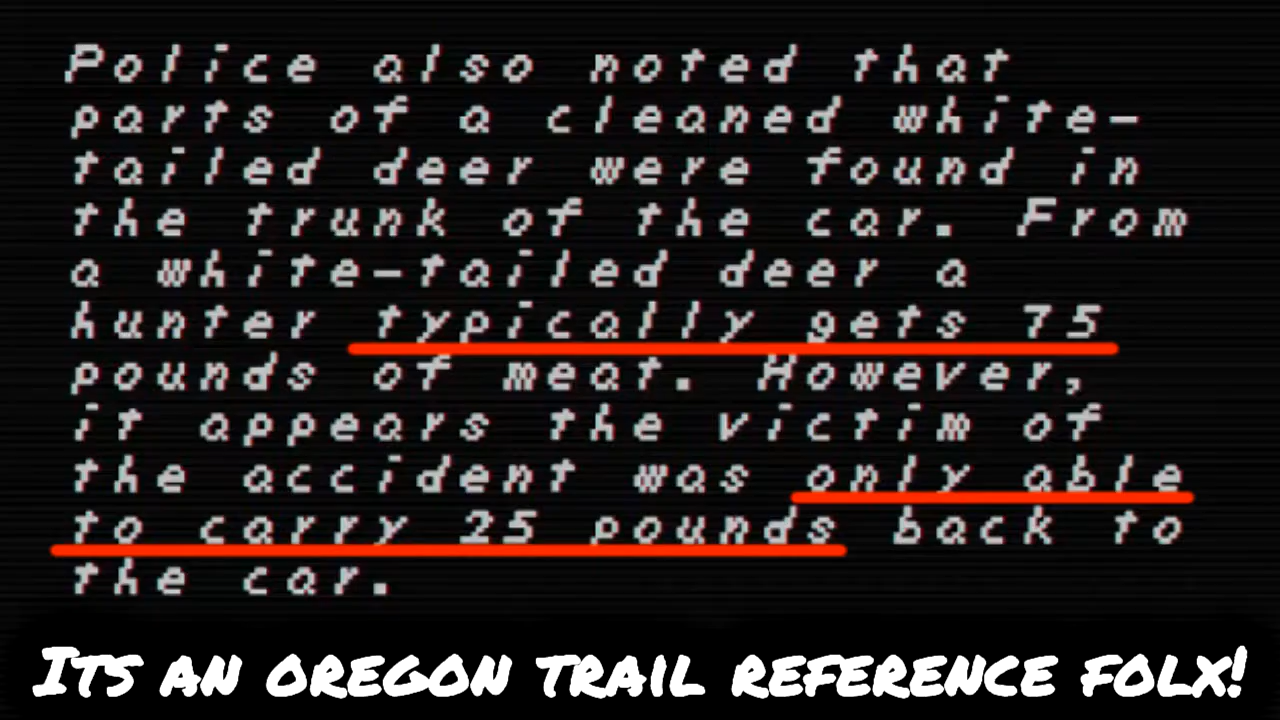 Police also noted that
parts of a cleaned white-
tailed deer were found in
the trunk of the car. From
a white-tailed deer a
hunter typically gets 75
pounds of meat. However,
it appears the victim of
the accident was only able
to carry 25 pounds back to
the car.
ITS AN OREGON TRAIL REFERENCE FOLX!